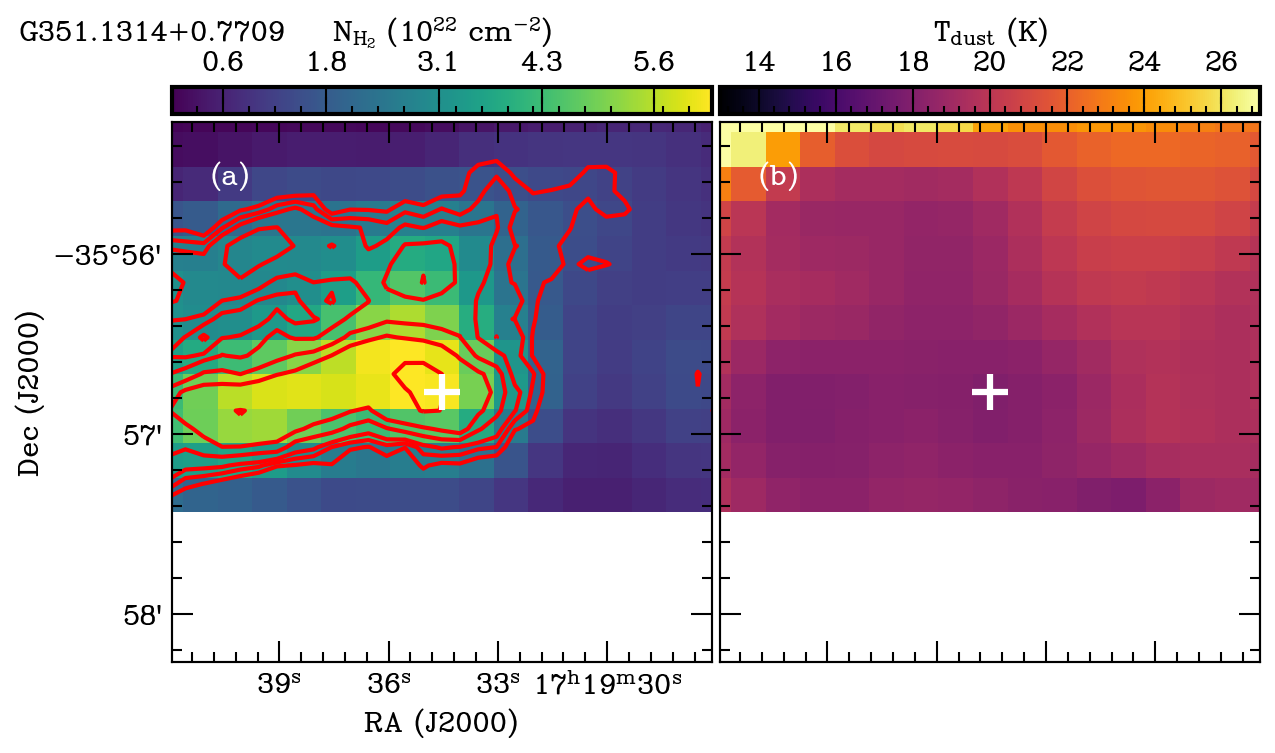 G351.1314+0.7709 N_H₂ (10²² cm⁻²) T_dust (K)
0.6 1.8 3.1 4.3 5.6 14 16 18 20 22 24 26
(a) (b)
−35°56'
57'
58'
Dec (J2000)
39ˢ 36ˢ 33ˢ 17ʰ19ᵐ30ˢ
RA (J2000)